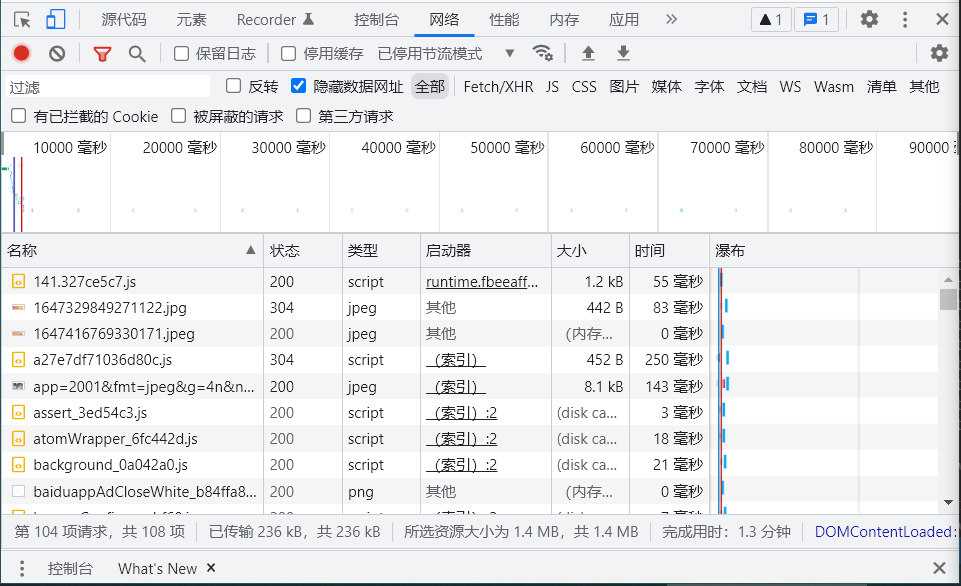 源代码 元素 Recorder 控制台 网络 性能 内存 应用 1 1
保留日志 停用缓存 已停用节流模式
过滤 反转 隐藏数据网址 全部 Fetch/XHR JS CSS 图片 媒体 字体 文档 WS Wasm 清单 其他
有已拦截的 Cookie 被屏蔽的请求 第三方请求
10000 毫秒 20000 毫秒 30000 毫秒 40000 毫秒 50000 毫秒 60000 毫秒 70000 毫秒 80000 毫秒 90000
名称 状态 类型 启动器 大小 时间 瀑布
141.327ce5c7.js 200 script runtime.fbeeaff... 1.2 kB 55 毫秒
1647329849271122.jpg 304 jpeg 其他 442 B 83 毫秒
1647416769330171.jpeg 200 jpeg 其他 (内存... 0 毫秒
a27e7df71036d80c.js 304 script （索引） 452 B 250 毫秒
app=2001&fmt=jpeg&g=4n&n... 200 jpeg （索引） 8.1 kB 143 毫秒
assert_3ed54c3.js 200 script （索引）:2 (disk ca... 3 毫秒
atomWrapper_6fc442d.js 200 script （索引）:2 (disk ca... 18 毫秒
background_0a042a0.js 200 script （索引）:2 (disk ca... 21 毫秒
baiduappAdCloseWhite_b84ffa8... 200 png 其他 (内存... 0 毫秒
第 104 项请求，共 108 项 已传输 236 kB，共 236 kB 所选资源大小为 1.4 MB，共 1.4 MB 完成用时：1.3 分钟 DOMContentLoaded:
控制台 What's New